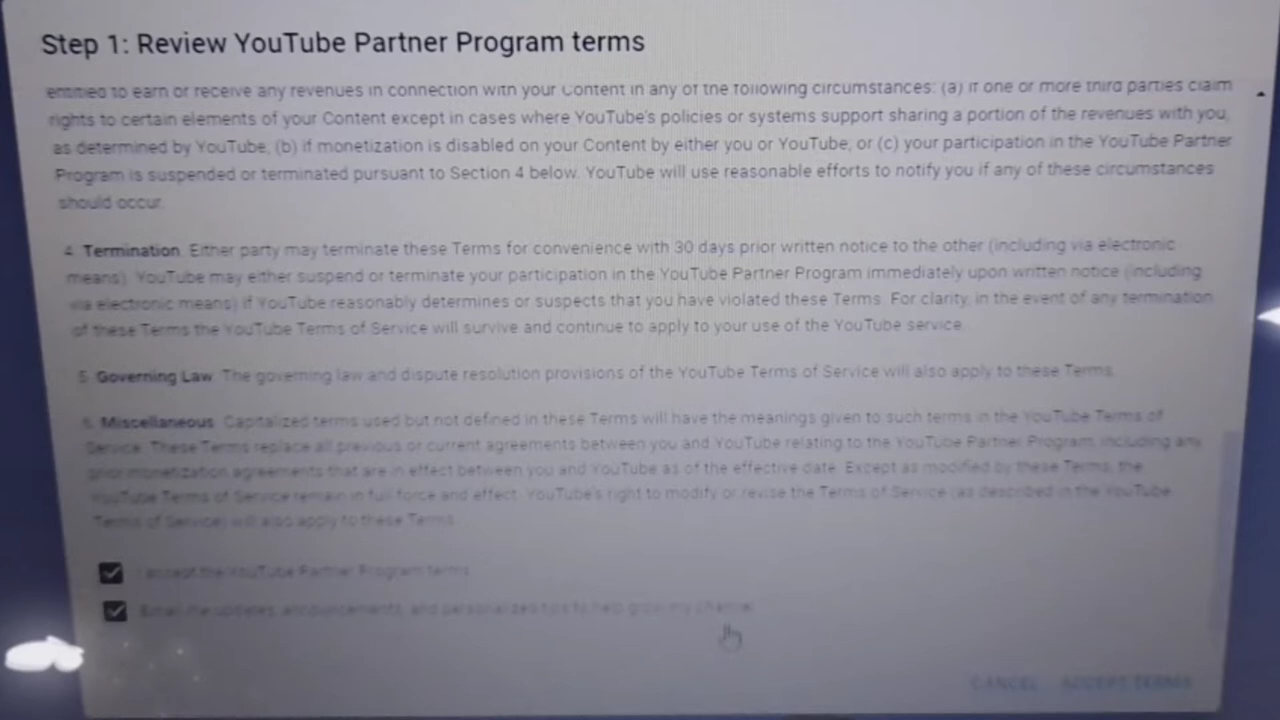 Step 1: Review YouTube Partner Program terms
entitled to earn or receive any revenues in connection with your Content in any of the following circumstances: (a) if one or more third parties claim
rights to certain elements of your Content except in cases where YouTube's policies or systems support sharing a portion of the revenues with you,
as determined by YouTube, (b) if monetization is disabled on your Content by either you or YouTube, or (c) your participation in the YouTube Partner
Program is suspended or terminated pursuant to Section 4 below. YouTube will use reasonable efforts to notify you if any of these circumstances
should occur.
4. Termination. Either party may terminate these Terms for convenience with 30 days prior written notice to the other (including via electronic
means). YouTube may either suspend or terminate your participation in the YouTube Partner Program immediately upon written notice (including
via electronic means) if YouTube reasonably determines or suspects that you have violated these Terms. For clarity, in the event of any termination
of these Terms the YouTube Terms of Service will survive and continue to apply to your use of the YouTube service.
5. Governing Law. The governing law and dispute resolution provisions of the YouTube Terms of Service will also apply to these Terms.
6. Miscellaneous. Capitalized terms used but not defined in these Terms will have the meanings given to such terms in the YouTube Terms of
Service. These Terms replace all previous or current agreements between you and YouTube relating to the YouTube Partner Program, including any
prior monetization agreements that are in effect between you and YouTube as of the effective date. Except as modified by these Terms, the
YouTube Terms of Service remain in full force and effect. YouTube's right to modify or revise the Terms of Service (as described in the YouTube
Terms of Service) will also apply to these Terms.
I accept the YouTube Partner Program terms
Email me updates, announcements, and personalized tips to help grow my channel
CANCEL ACCEPT TERMS